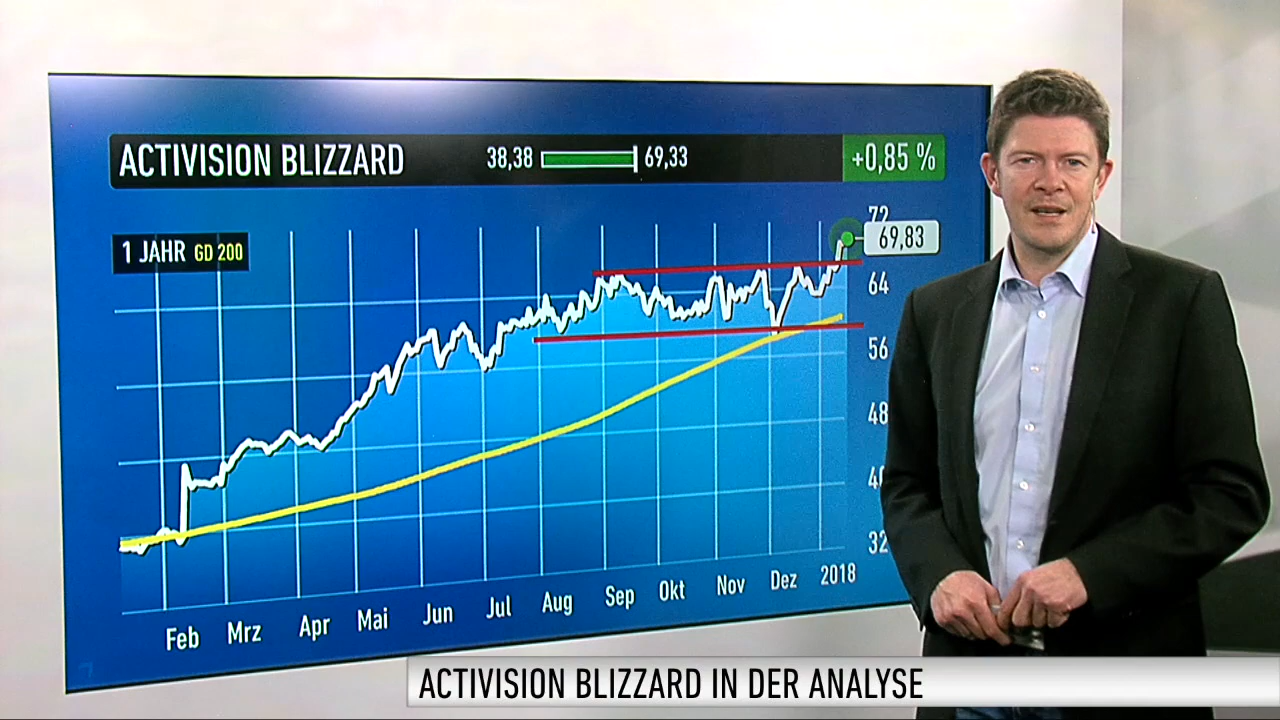 ACTIVISION BLIZZARD 38,38 69,33 +0,85 %
1 JAHR GD 200
72
69,83
64
56
48
32
Feb Mrz Apr Mai Jun Jul Aug Sep Okt Nov Dez 2018
ACTIVISION BLIZZARD IN DER ANALYSE